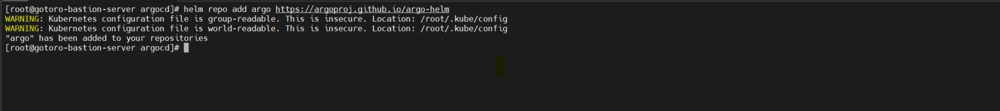 [root@gotoro-bastion-server argocd]# helm repo add argo https://argoproj.github.io/argo-helm
WARNING: Kubernetes configuration file is group-readable. This is insecure. Location: /root/.kube/config
WARNING: Kubernetes configuration file is world-readable. This is insecure. Location: /root/.kube/config
"argo" has been added to your repositories
[root@gotoro-bastion-server argocd]#